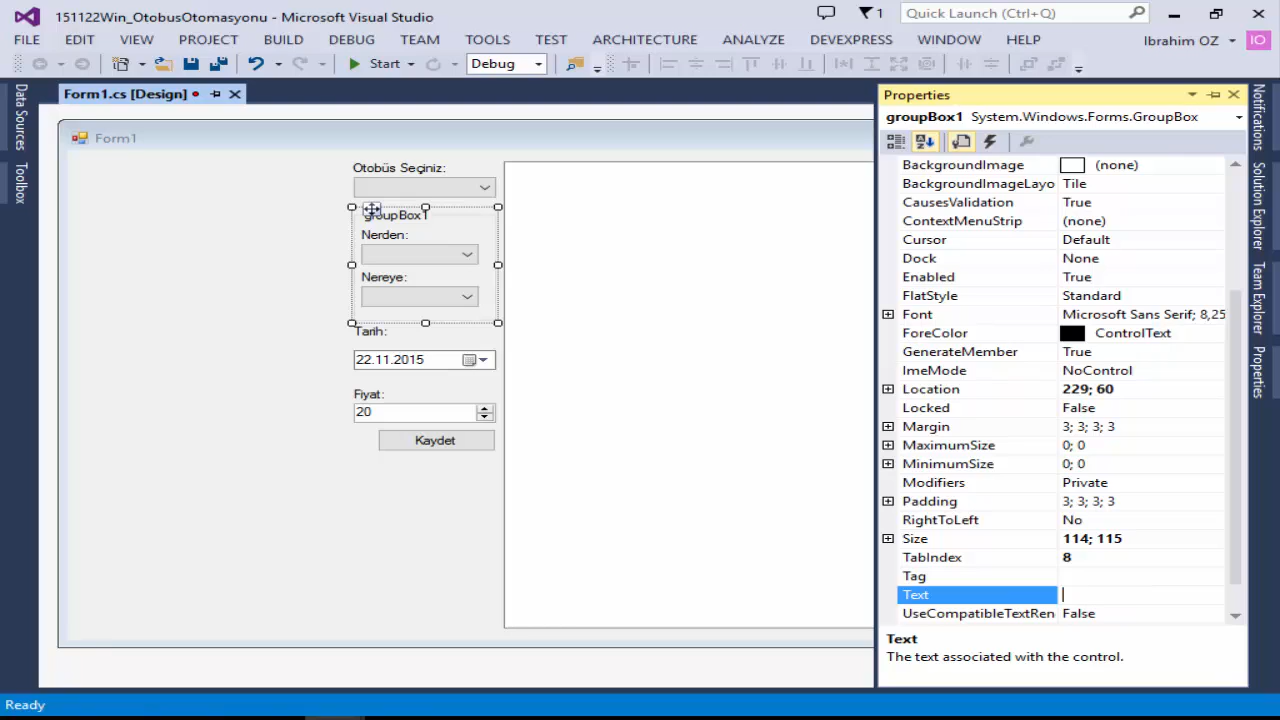 151122Win_OtobusOtomasyonu - Microsoft Visual Studio
1
Quick Launch (Ctrl+Q)
FILE EDIT VIEW PROJECT BUILD DEBUG TEAM TOOLS TEST ARCHITECTURE ANALYZE DEVEXPRESS WINDOW HELP
Ibrahim OZ IO
Start Debug
Data Sources
Toolbox
Form1.cs [Design]
Form1
Otobüs Seçiniz:
groupBox1
Nerden:
Nereye:
Tarih:
22.11.2015
Fiyat:
20
Kaydet
Properties
groupBox1 System.Windows.Forms.GroupBox
BackgroundImage (none)
BackgroundImageLayo Tile
CausesValidation True
ContextMenuStrip (none)
Cursor Default
Dock None
Enabled True
FlatStyle Standard
Font Microsoft Sans Serif; 8,25
ForeColor ControlText
GenerateMember True
ImeMode NoControl
Location 229; 60
Locked False
Margin 3; 3; 3; 3
MaximumSize 0; 0
MinimumSize 0; 0
Modifiers Private
Padding 3; 3; 3; 3
RightToLeft No
Size 114; 115
TabIndex 8
Tag
Text
UseCompatibleTextRen False
Text
The text associated with the control.
Notifications
Solution Explorer
Team Explorer
Properties
Ready